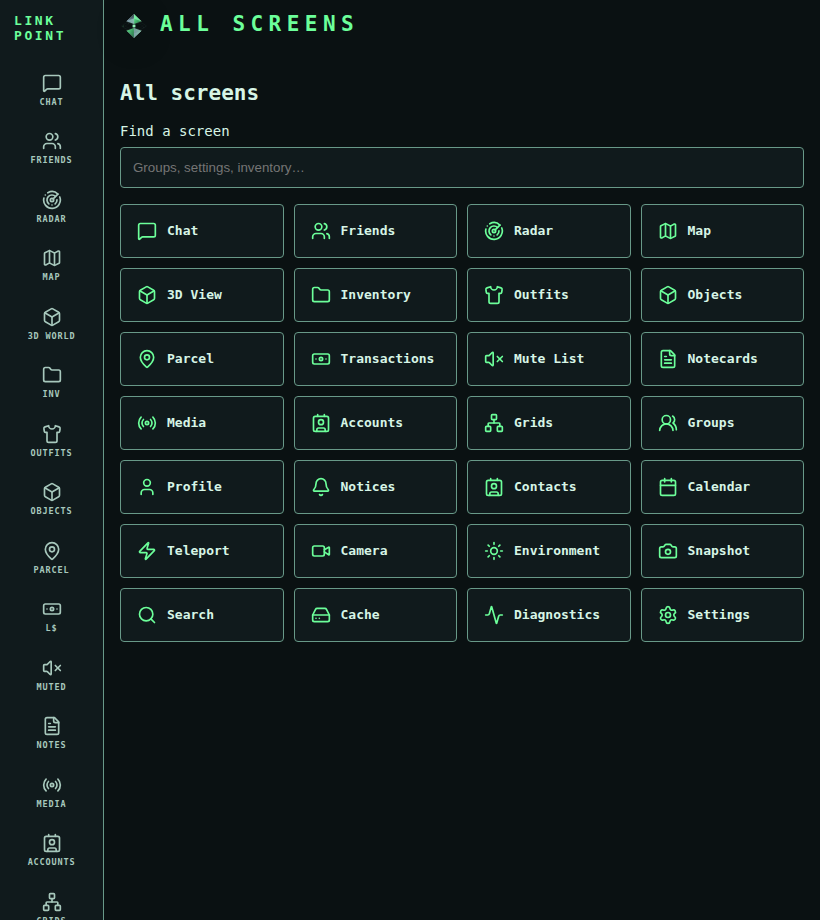 LINK
POINT
CHAT
FRIENDS
RADAR
MAP
3D WORLD
INV
OUTFITS
OBJECTS
PARCEL
L$
MUTED
NOTES
MEDIA
ACCOUNTS
GRIDS
ALL SCREENS
All screens
Find a screen
Groups, settings, inventory…
Chat
Friends
Radar
Map
3D View
Inventory
Outfits
Objects
Parcel
Transactions
Mute List
Notecards
Media
Accounts
Grids
Groups
Profile
Notices
Contacts
Calendar
Teleport
Camera
Environment
Snapshot
Search
Cache
Diagnostics
Settings